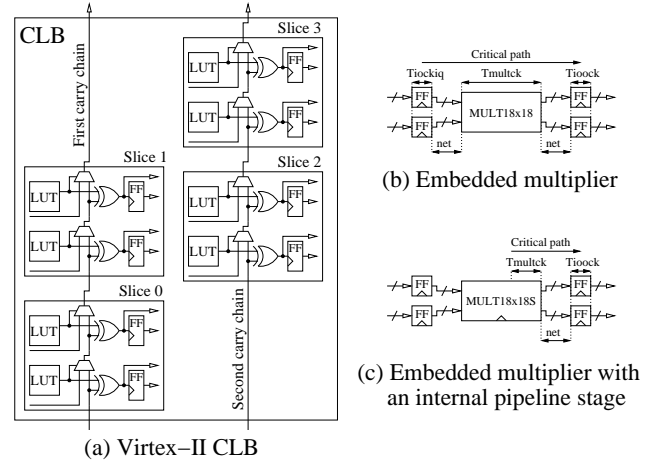 CLB
First carry chain
Second carry chain
Slice 3
LUT
FF
LUT
FF
Slice 1
LUT
FF
LUT
FF
Slice 2
LUT
FF
LUT
FF
Slice 0
LUT
FF
LUT
FF
(a) Virtex−II CLB
Critical path
Tiockiq
Tmultck
Tioock
FF
FF
MULT18x18
FF
FF
net
net
(b) Embedded multiplier
Critical path
Tmultck
Tioock
FF
FF
MULT18x18S
FF
FF
net
(c) Embedded multiplier with
an internal pipeline stage